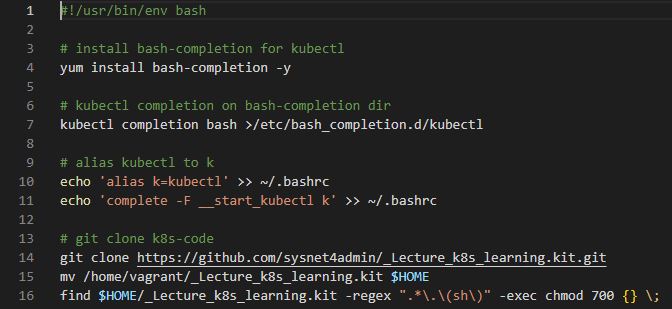 1 #!/usr/bin/env bash
2
3 # install bash-completion for kubectl
4 yum install bash-completion -y
5
6 # kubectl completion on bash-completion dir
7 kubectl completion bash >/etc/bash_completion.d/kubectl
8
9 # alias kubectl to k
10 echo 'alias k=kubectl' >> ~/.bashrc
11 echo 'complete -F __start_kubectl k' >> ~/.bashrc
12
13 # git clone k8s-code
14 git clone https://github.com/sysnet4admin/_Lecture_k8s_learning.kit.git
15 mv /home/vagrant/_Lecture_k8s_learning.kit $HOME
16 find $HOME/_Lecture_k8s_learning.kit -regex ".*\.\(sh\)" -exec chmod 700 {} \;